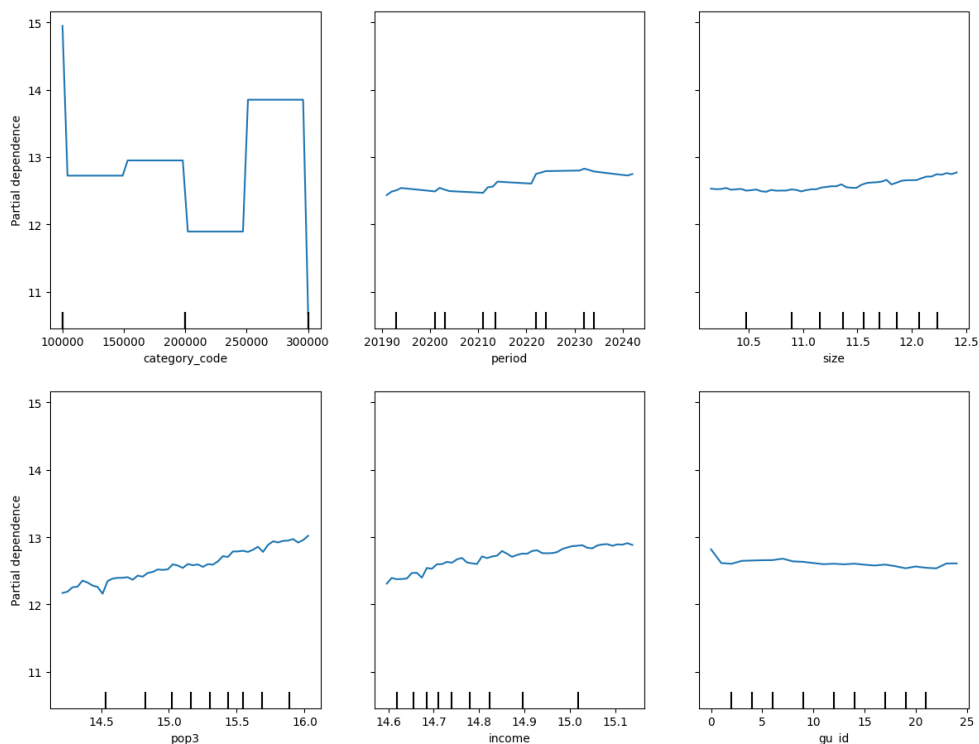 15
14
13
12
11
Partial dependence
100000 150000 200000 250000 300000
category_code
20190 20200 20210 20220 20230 20240
period
10.5 11.0 11.5 12.0 12.5
size
15
14
13
12
11
Partial dependence
14.5 15.0 15.5 16.0
pop3
14.6 14.7 14.8 14.9 15.0 15.1
income
0 5 10 15 20 25
gu_id